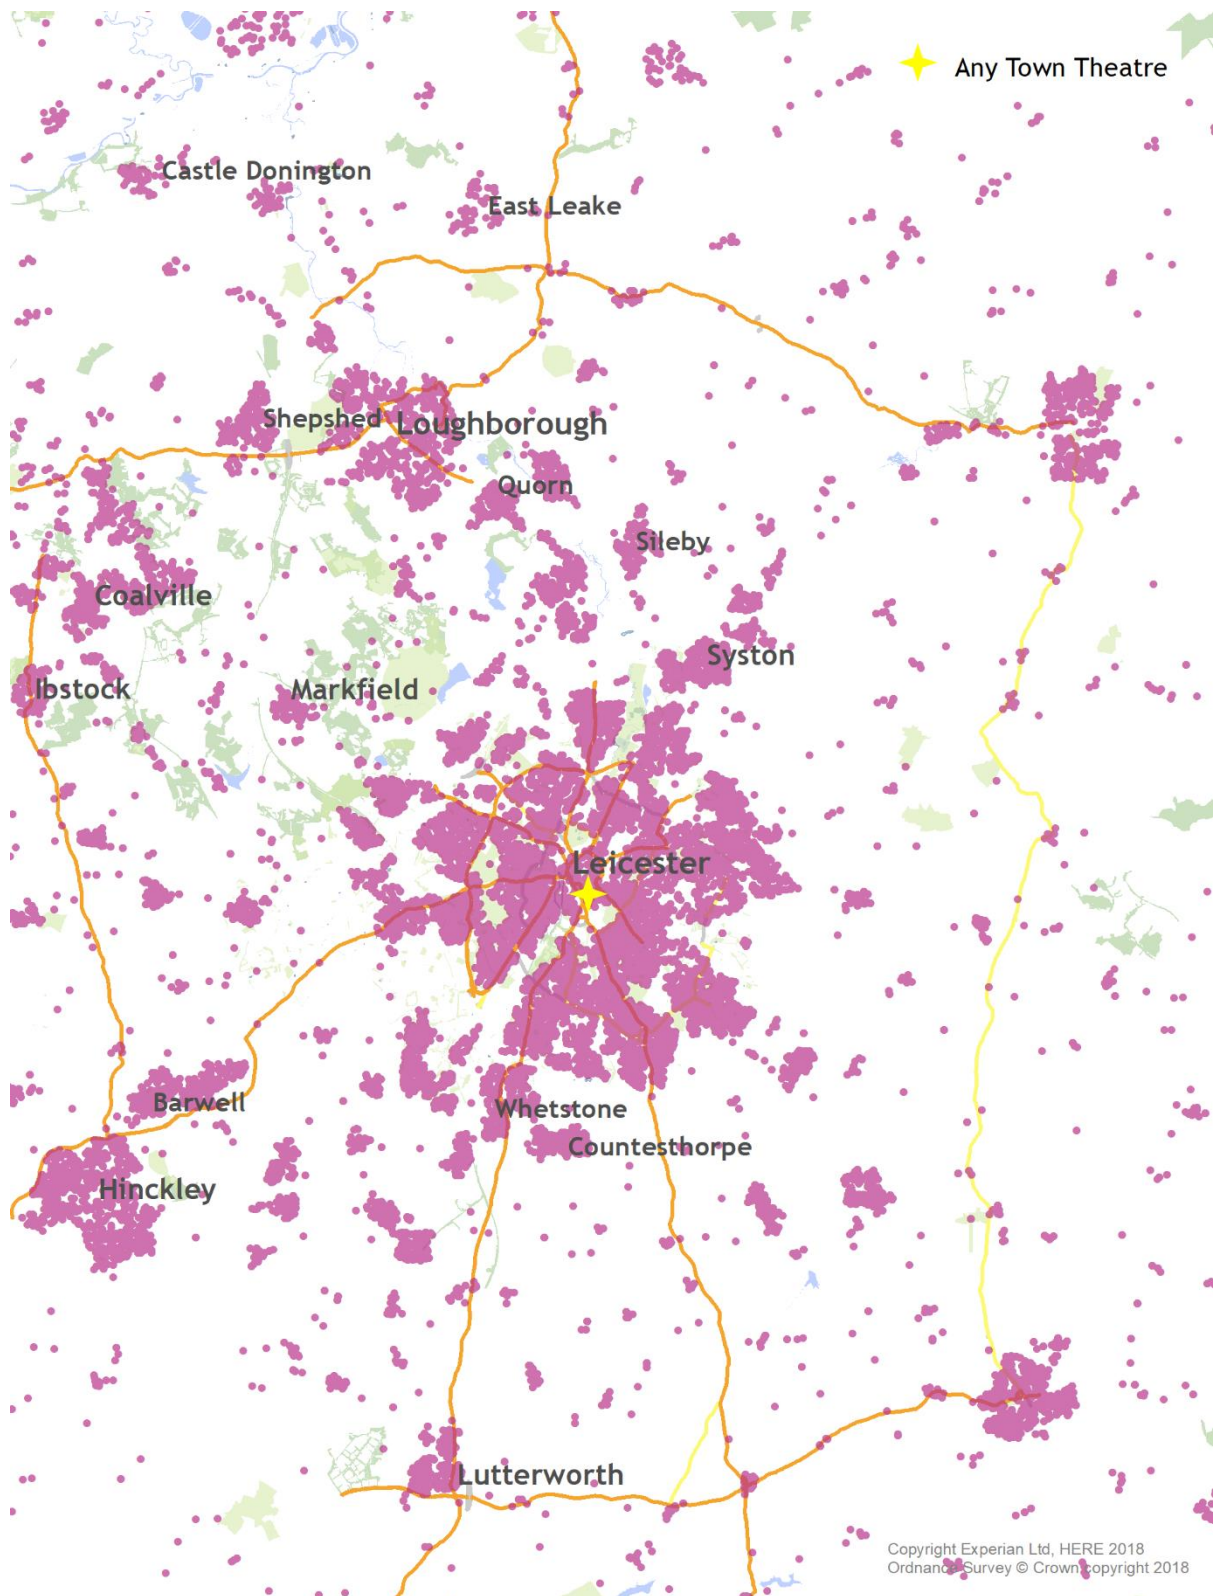 Any Town Theatre
Castle Donington
East Leake
Shepshed
Loughborough
Quorn
Sileby
Coalville
Syston
Ibstock
Markfield
Leicester
Barwell
Whetstone
Countesthorpe
Hinckley
Lutterworth
Copyright Experian Ltd, HERE 2018
Ordnance Survey © Crown copyright 2018